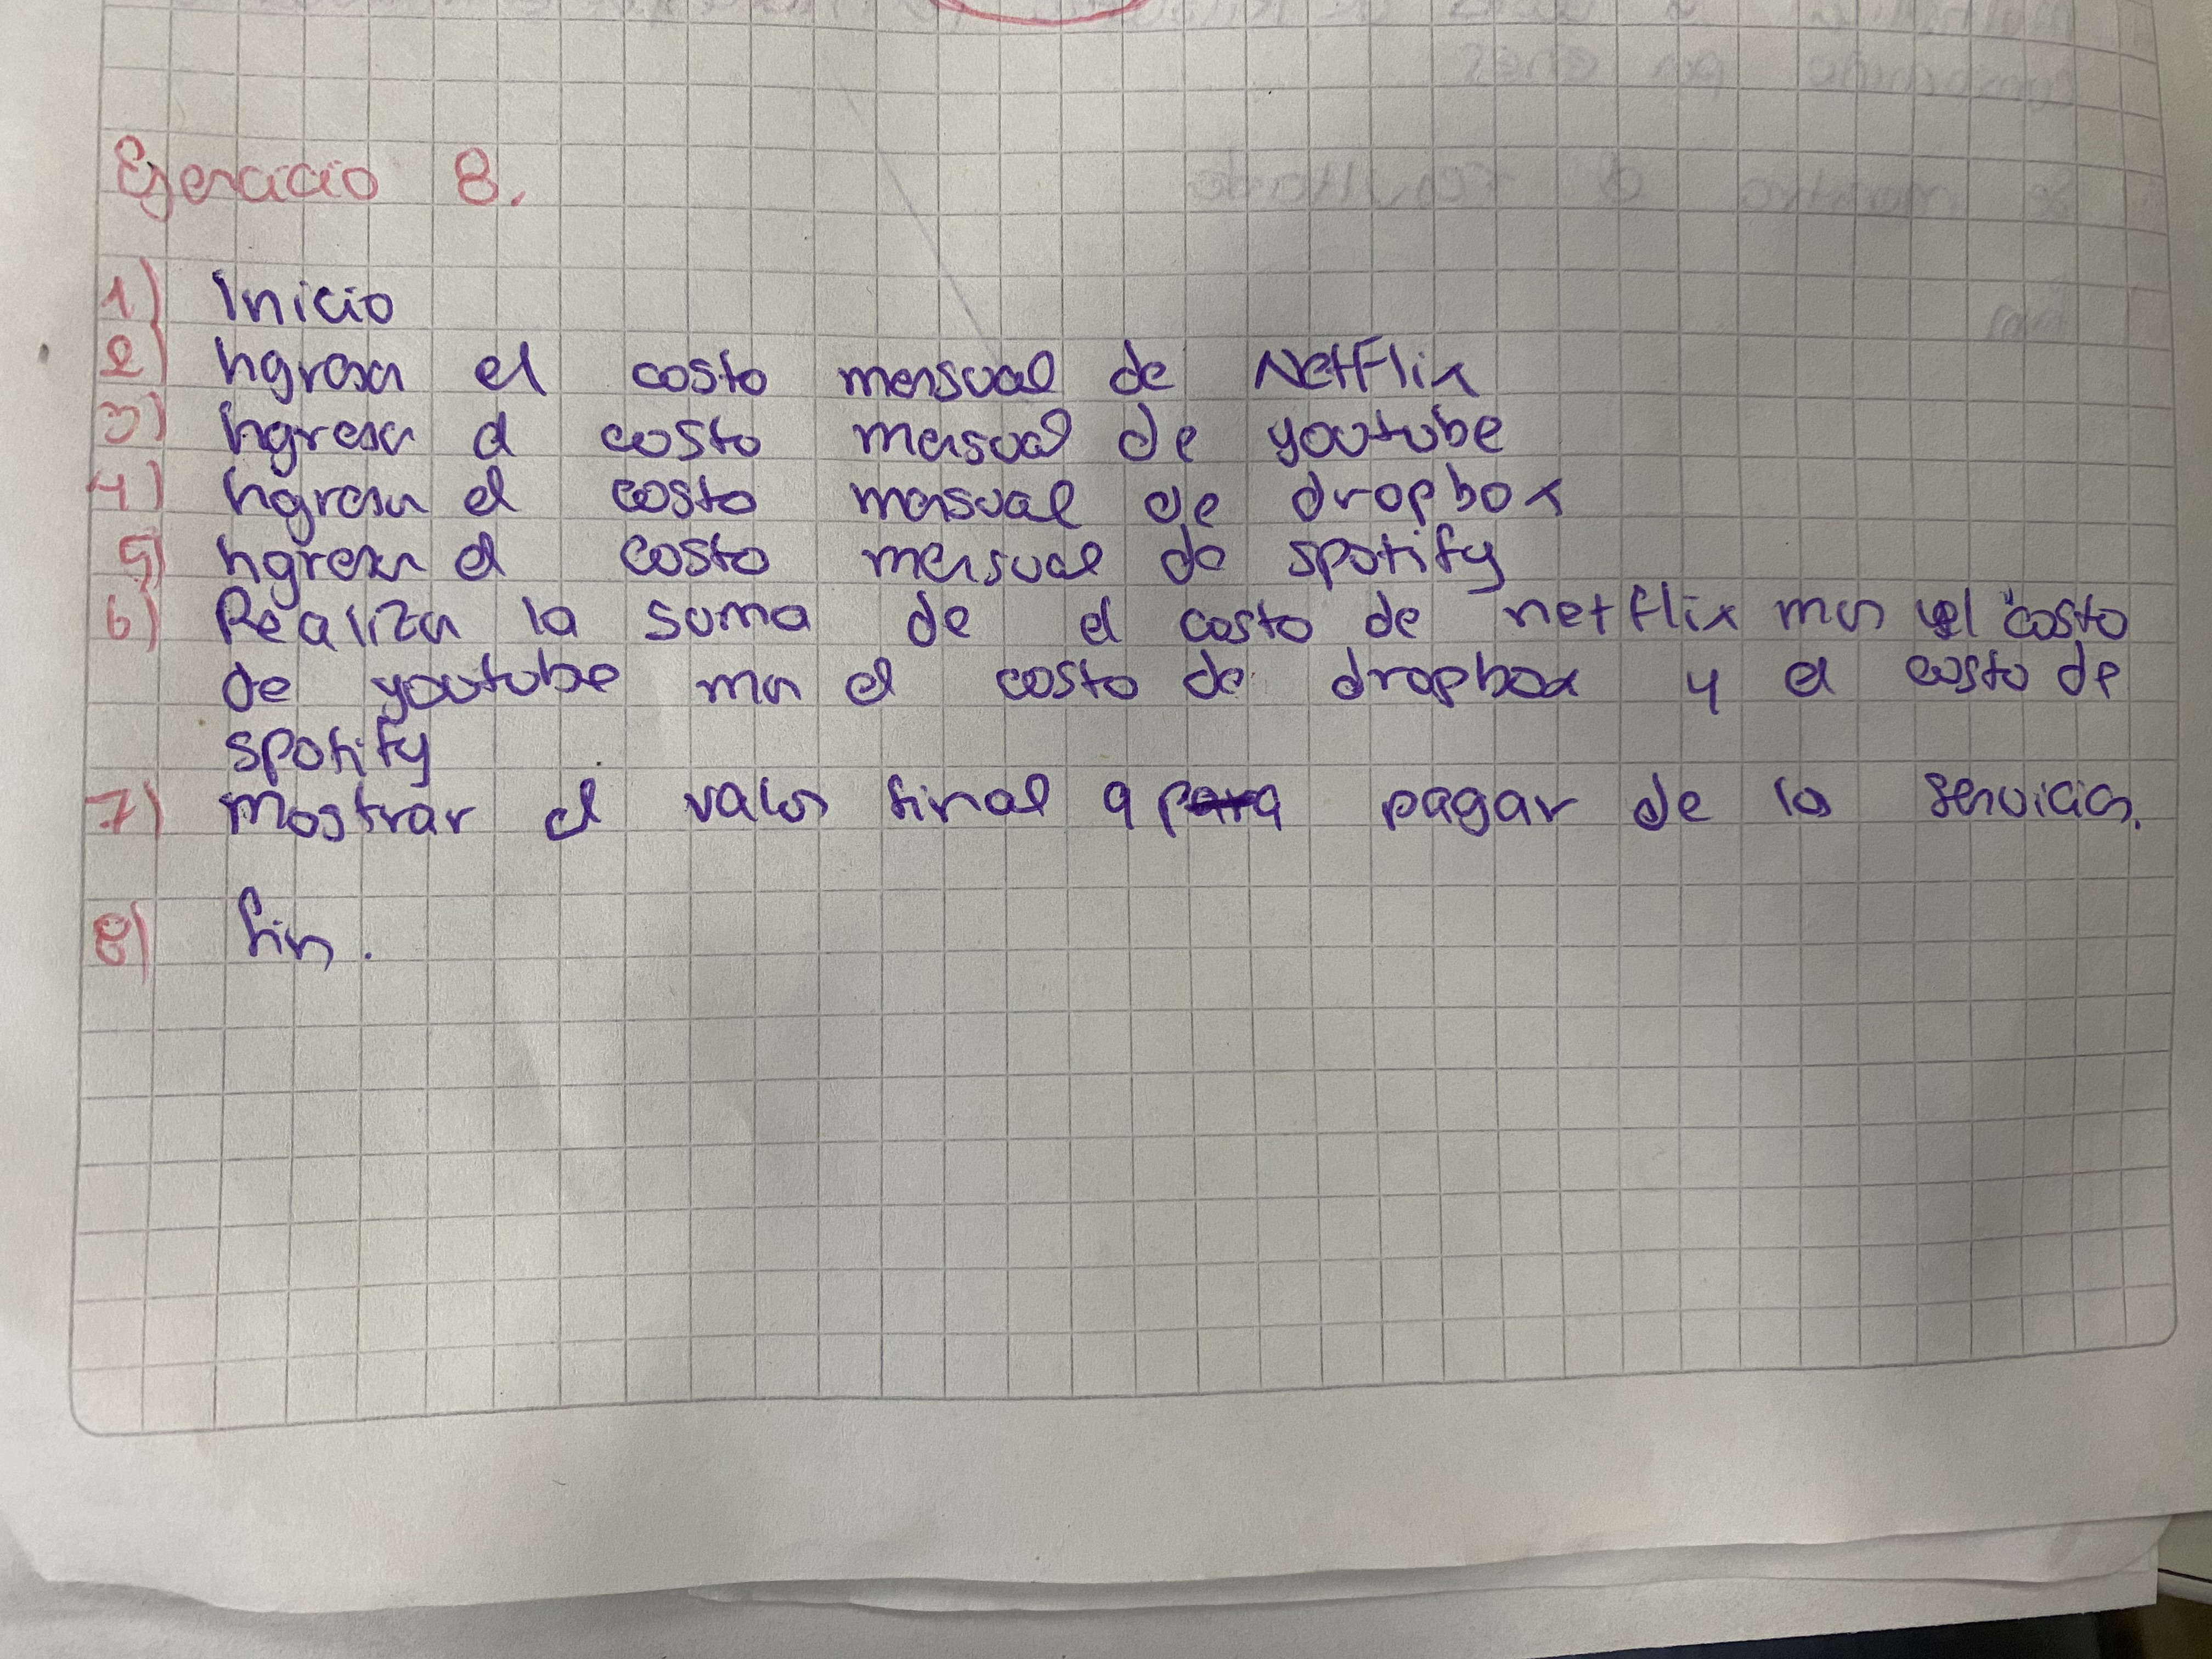 Ejercicio 8.
1) Inicio
2) Ingresar el costo mensual de NetFlix
3) Ingresar el costo mensual de youtube
4) Ingresar el costo mensual de dropbox
5) Ingresar el costo mensual de spotify
6) Realizar la suma de el costo de netflix mas el costo
de youtube mas el costo de dropbox y el costo de
spotify
7) mostrar el valor final a pagar de lo servicios.
8) fin.